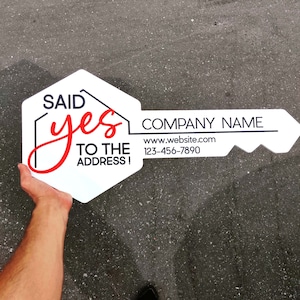 SAID
yes
TO THE
ADDRESS!
COMPANY NAME
www.website.com
123-456-7890